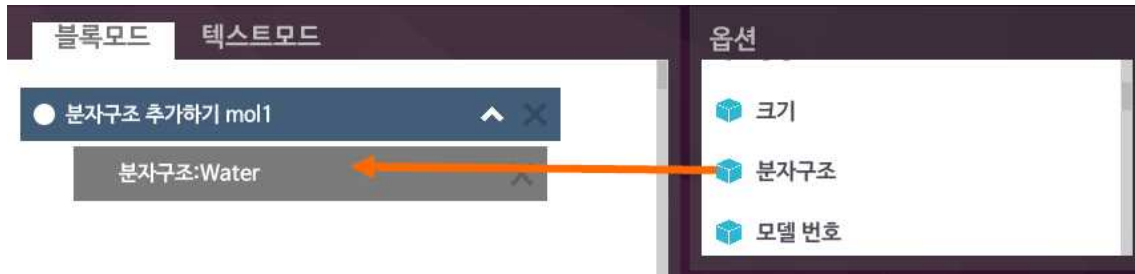 블록모드 텍스트모드
분자구조 추가하기 mol1
분자구조:Water
옵션
크기
분자구조
모델 번호